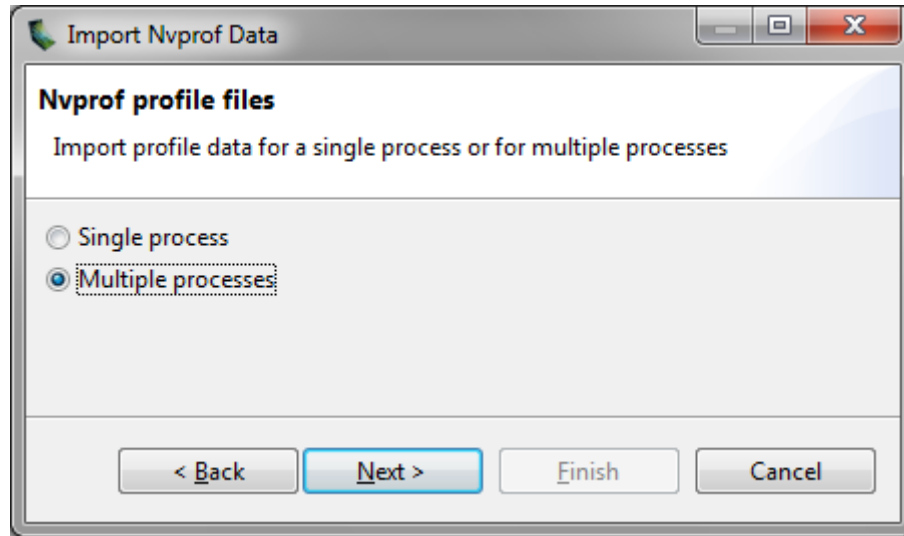 Import Nvprof Data
Nvprof profile files
Import profile data for a single process or for multiple processes
Single process
Multiple processes
< Back Next > Finish Cancel